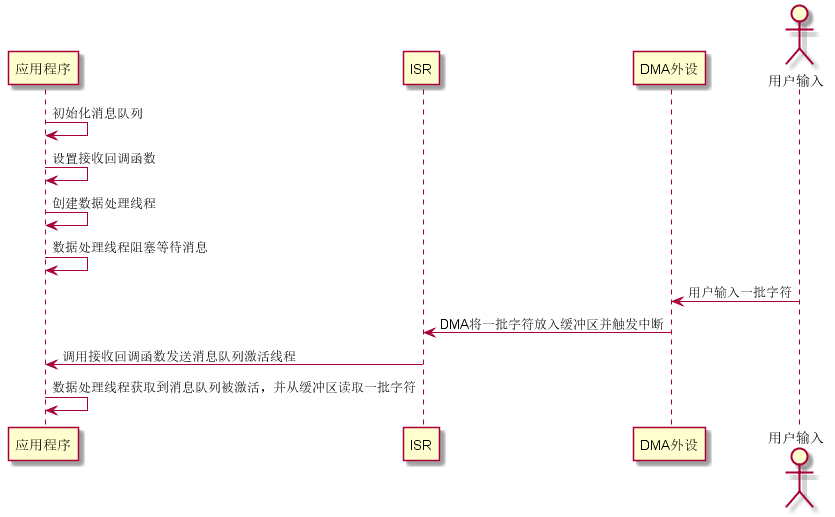 用户输入
应用程序
ISR
DMA外设
初始化消息队列
设置接收回调函数
创建数据处理线程
数据处理线程阻塞等待消息
用户输入一批字符
DMA将一批字符放入缓冲区并触发中断
调用接收回调函数发送消息队列激活线程
数据处理线程获取到消息队列被激活，并从缓冲区读取一批字符
应用程序
ISR
DMA外设
用户输入